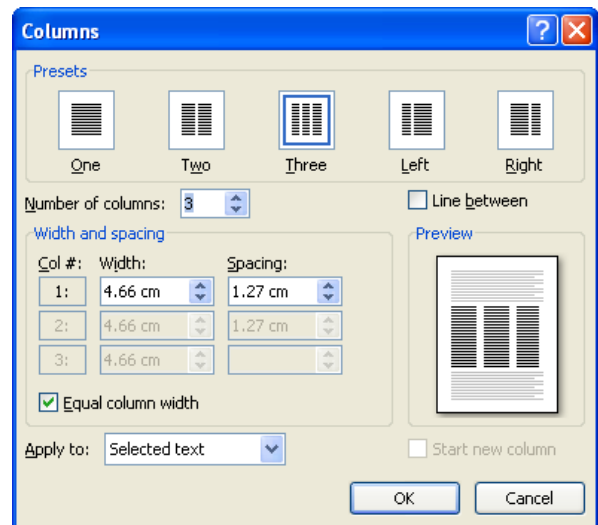 Columns
Presets
One Two Three Left Right
Number of columns: 3
Line between
Width and spacing
Preview
Col #: Width: Spacing:
1: 4.66 cm 1.27 cm
2: 4.66 cm 1.27 cm
3: 4.66 cm
Equal column width
Apply to: Selected text
Start new column
OK Cancel